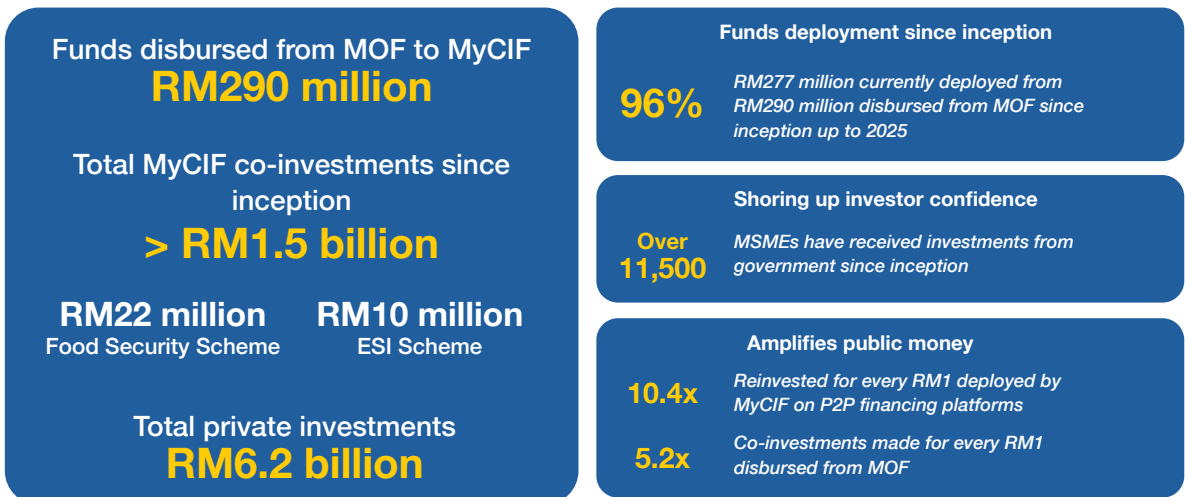 Funds disbursed from MOF to MyCIF
RM290 million
Total MyCIF co-investments since
inception
> RM1.5 billion
RM22 million
Food Security Scheme
RM10 million
ESI Scheme
Total private investments
RM6.2 billion
Funds deployment since inception
96%
RM277 million currently deployed from
RM290 million disbursed from MOF since
inception up to 2025
Shoring up investor confidence
Over
11,500
MSMEs have received investments from
government since inception
Amplifies public money
10.4x
Reinvested for every RM1 deployed by
MyCIF on P2P financing platforms
5.2x
Co-investments made for every RM1
disbursed from MOF